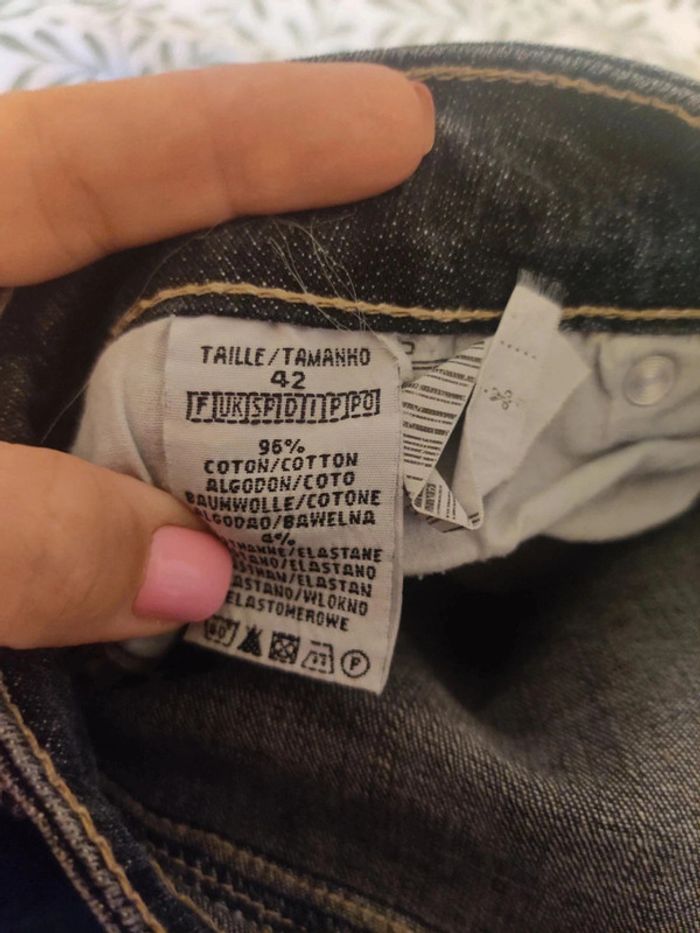 TAILLE/TAMANHO
42
F UK SP D I P PO
96%
COTON/COTTON
ALGODON/COTO
BAUMWOLLE/COTONE
ALGODAO/BAWELNA
4%
ELASTANE
ELASTANO
ELASTAN
WLOKNO
ELASTOMEROWE
40
P